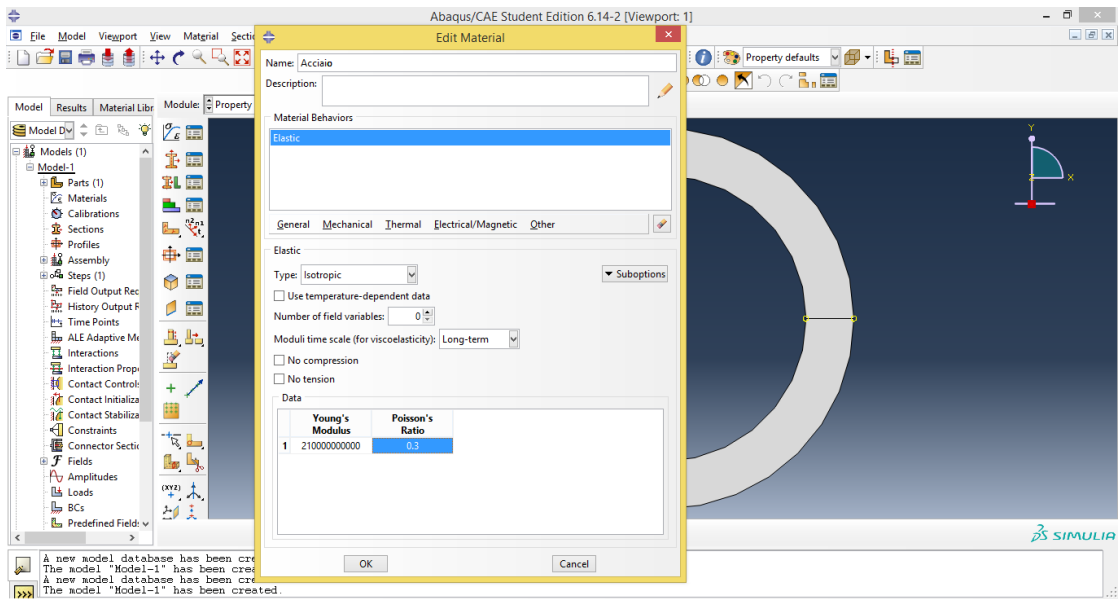 Abaqus/CAE Student Edition 6.14-2 [Viewport: 1]
File Model Viewport View Material Sectio
Edit Material
Property defaults
Name: Acciaio
Description:
Model Results Material Libr Module: Property
Model D
Models (1)
Model-1
Parts (1)
Materials
Calibrations
Sections
Profiles
Assembly
Steps (1)
Field Output Rec
History Output R
Time Points
ALE Adaptive Me
Interactions
Interaction Prope
Contact Controls
Contact Initializa
Contact Stabiliza
Constraints
Connector Sectio
Fields
Amplitudes
Loads
BCs
Predefined Fields
(XYZ)
Material Behaviors
Elastic
General Mechanical Thermal Electrical/Magnetic Other
Elastic
Type: Isotropic
Suboptions
Use temperature-dependent data
Number of field variables: 0
Moduli time scale (for viscoelasticity): Long-term
No compression
No tension
Data
Young's Modulus Poisson's Ratio
1 210000000000 0.3
OK Cancel
Y
Z X
SIMULIA
A new model database has been cre
The model "Model-1" has been crea
A new model database has been cre
The model "Model-1" has been created.